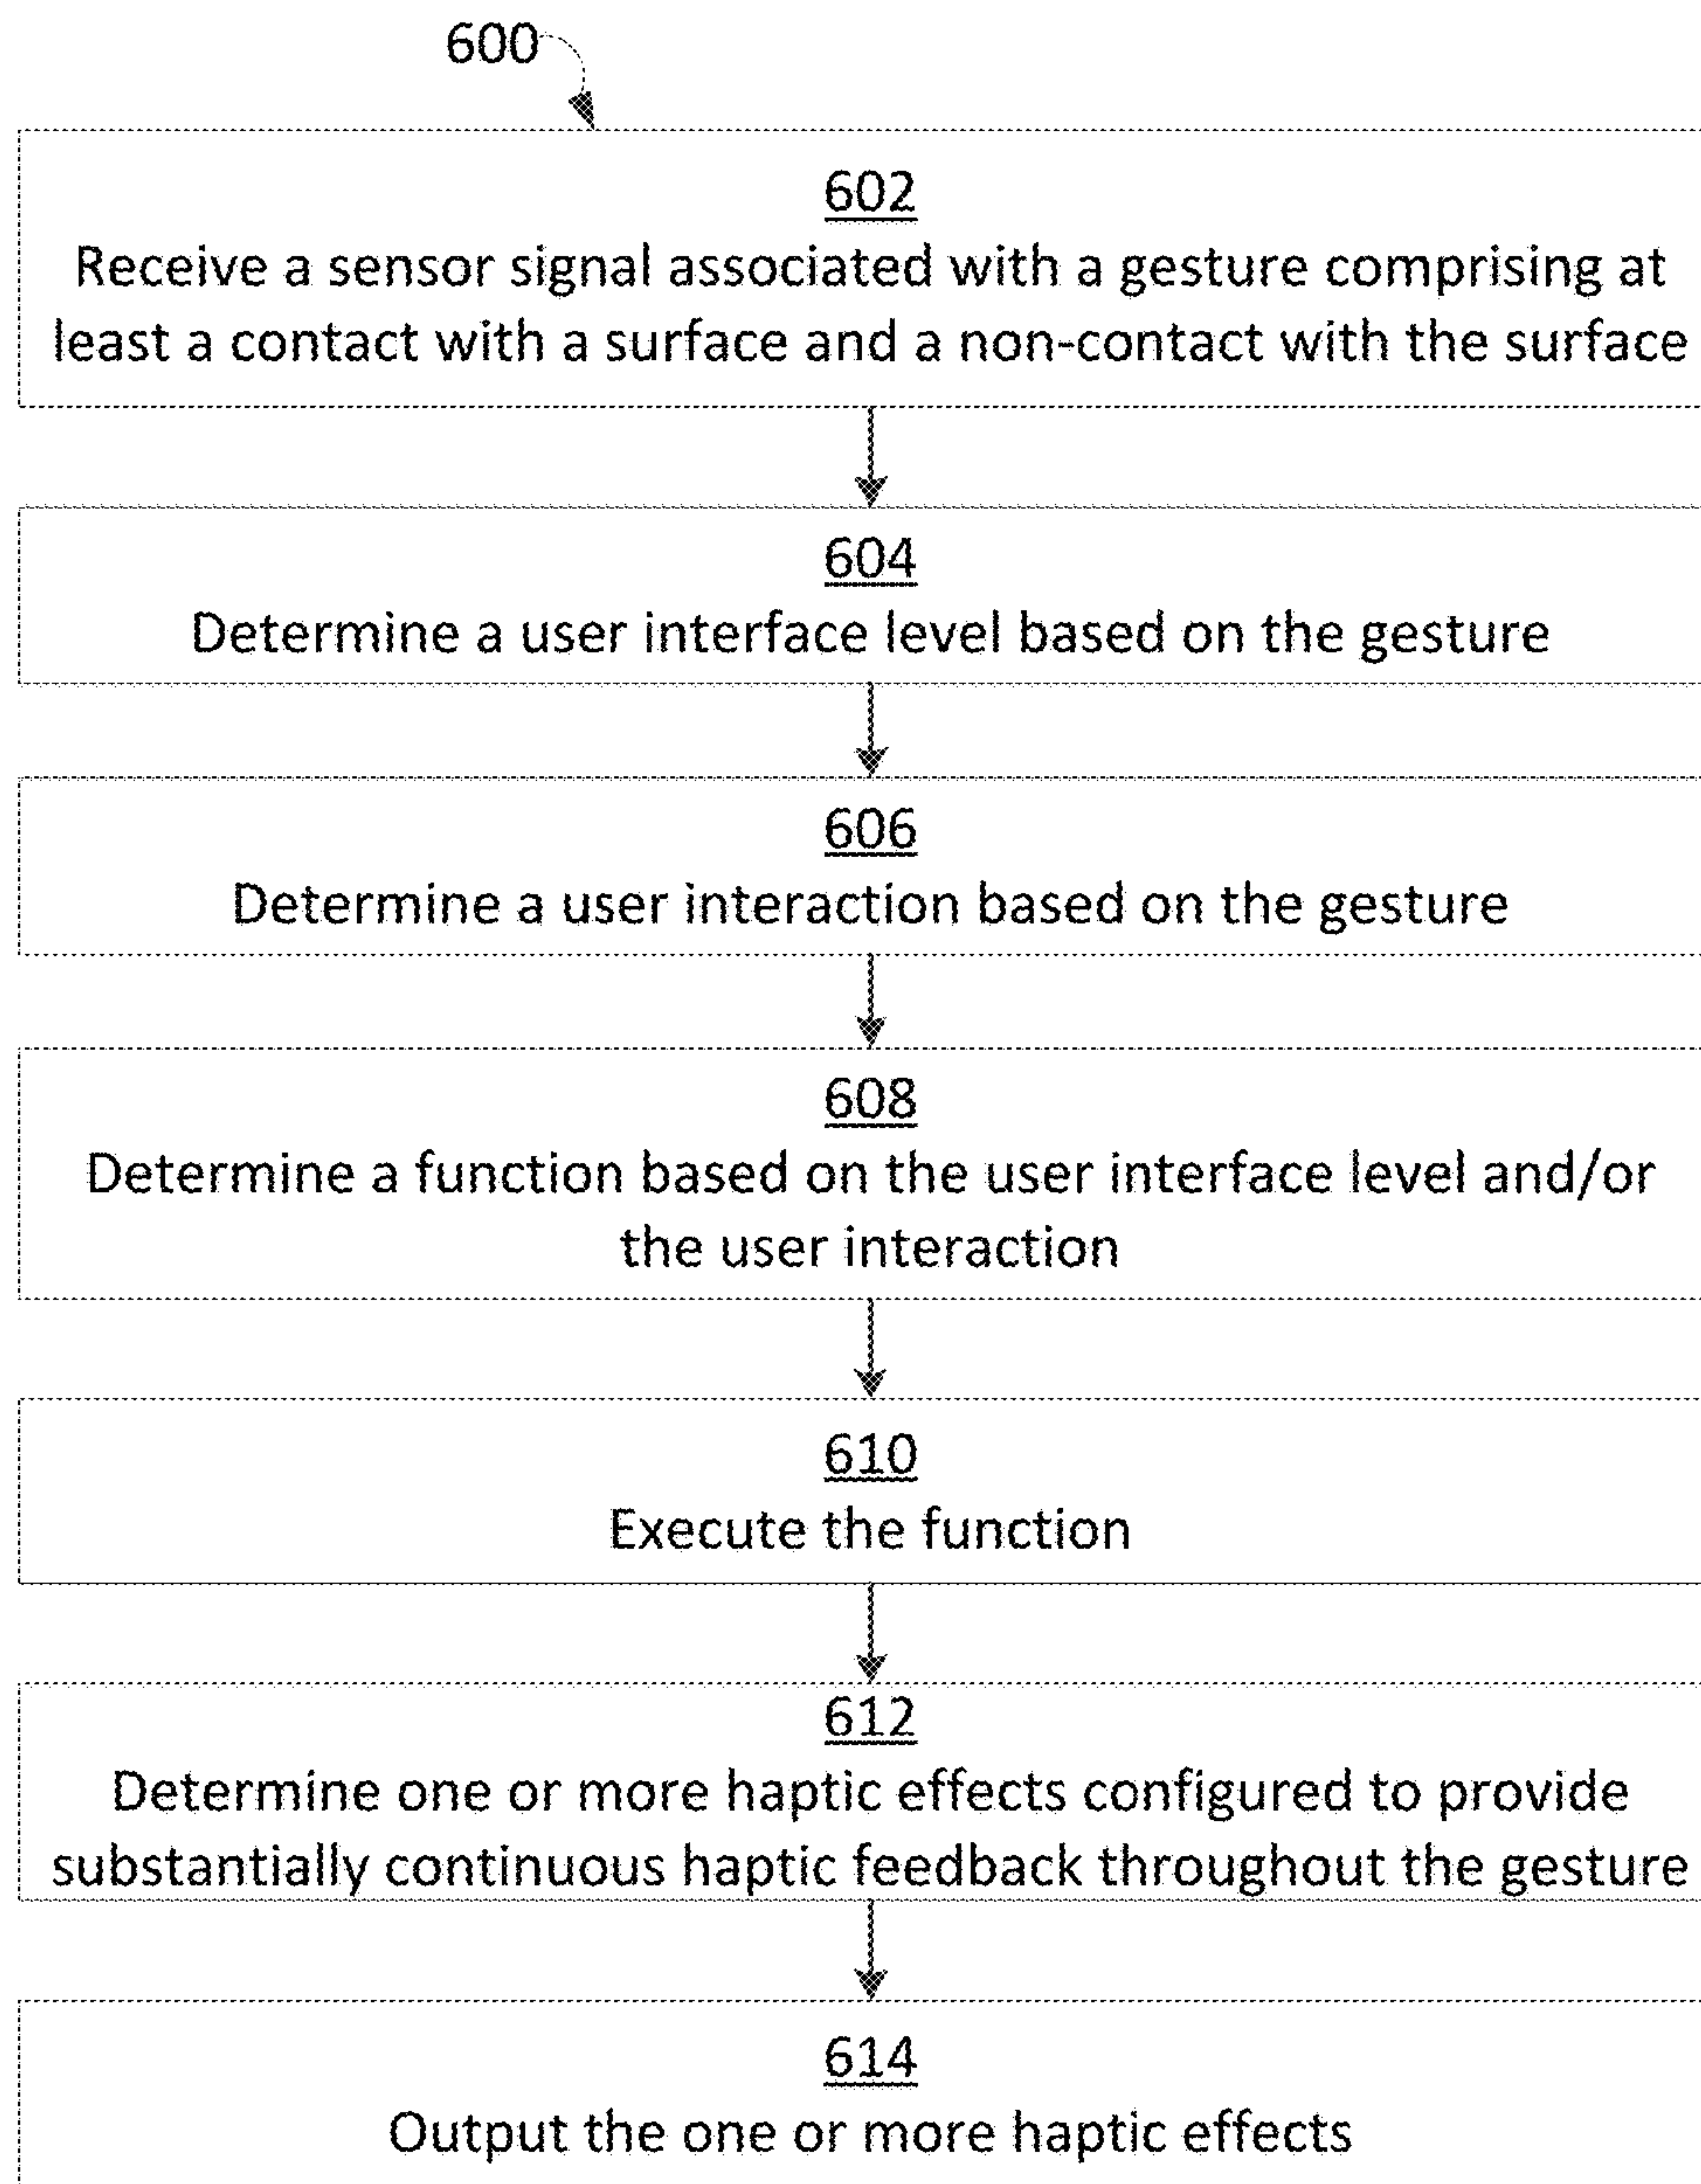 600
602
Receive a sensor signal associated with a gesture comprising at
least a contact with a surface and a non-contact with the surface
604
Determine a user interface level based on the gesture
606
Determine a user interaction based on the gesture
608
Determine a function based on the user interface level and/or
the user interaction
610
Execute the function
612
Determine one or more haptic effects configured to provide
substantially continuous haptic feedback throughout the gesture
614
Output the one or more haptic effects